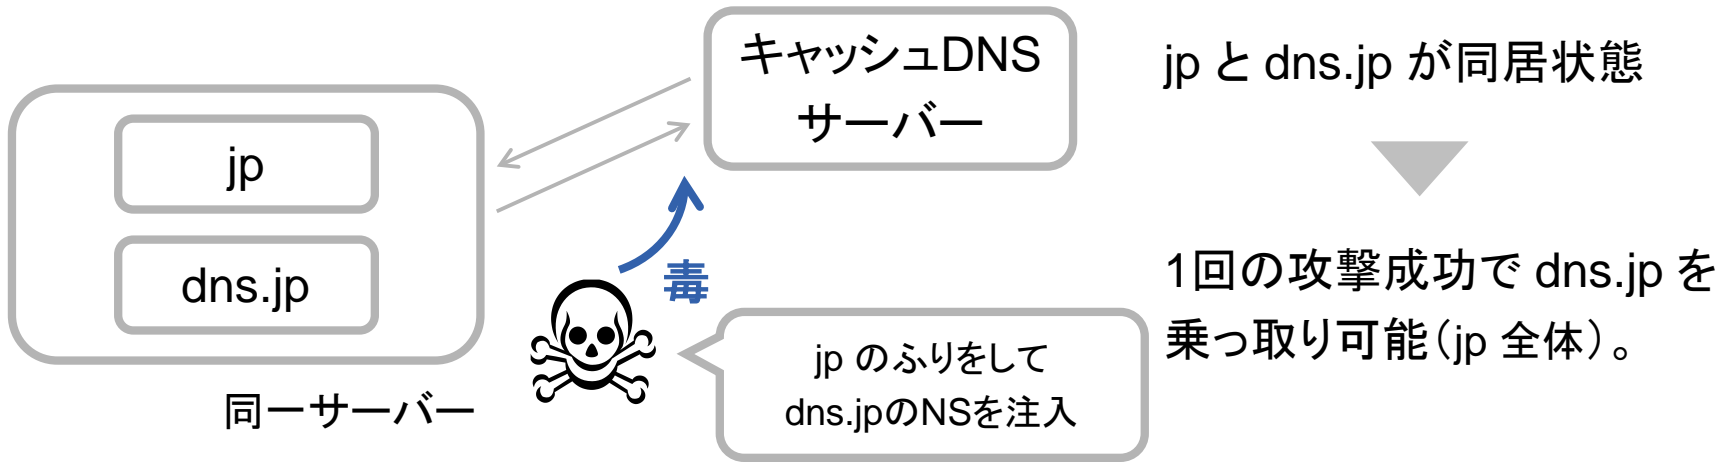 キャッシュDNS
サーバー
jp
dns.jp
同一サーバー
毒
jp のふりをして
dns.jpのNSを注入
jp と dns.jp が同居状態
1回の攻撃成功で dns.jp を
乗っ取り可能（jp 全体）。